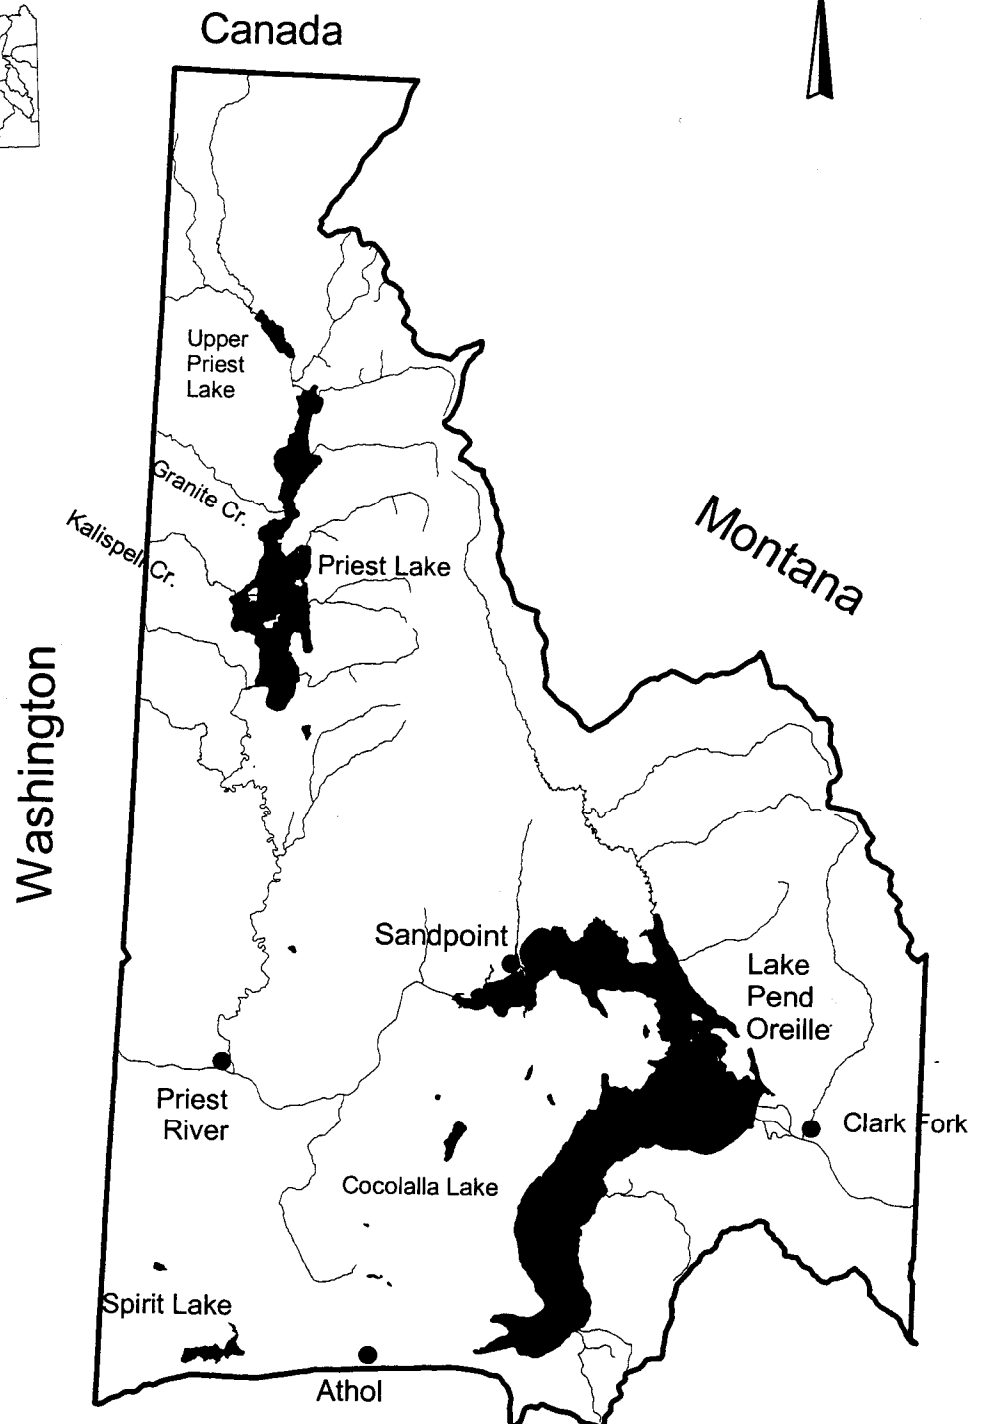 Canada
Upper
Priest
Lake
Granite Cr.
Kalispell Cr.
Priest Lake
Montana
Washington
Sandpoint
Lake
Pend
Oreille
Priest
River
Clark Fork
Cocolalla Lake
Spirit Lake
Athol